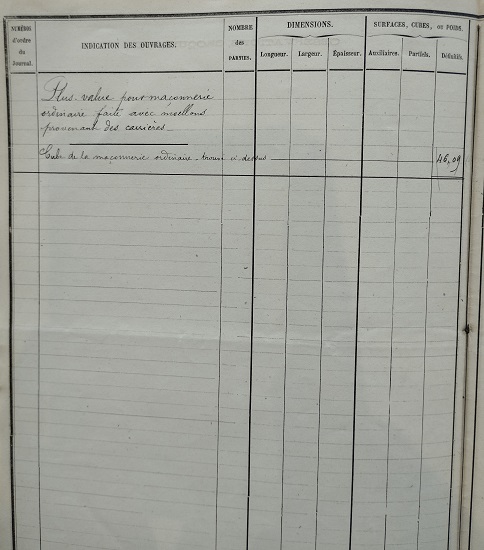 NUMÉROS
d'ordre
du
Journal.
INDICATION DES OUVRAGES.
NOMBRE
des
PARTIES.
DIMENSIONS.
Longueur.
Largeur.
Épaisseur.
SURFACES, CUBES, OU POIDS.
Auxiliaires.
Partiels.
Définitifs.
Plus-value pour maçonnerie
ordinaire faite avec moellons
provenant des carrières
Cube de la maçonnerie ordinaire trouvé ci-dessus 46,09